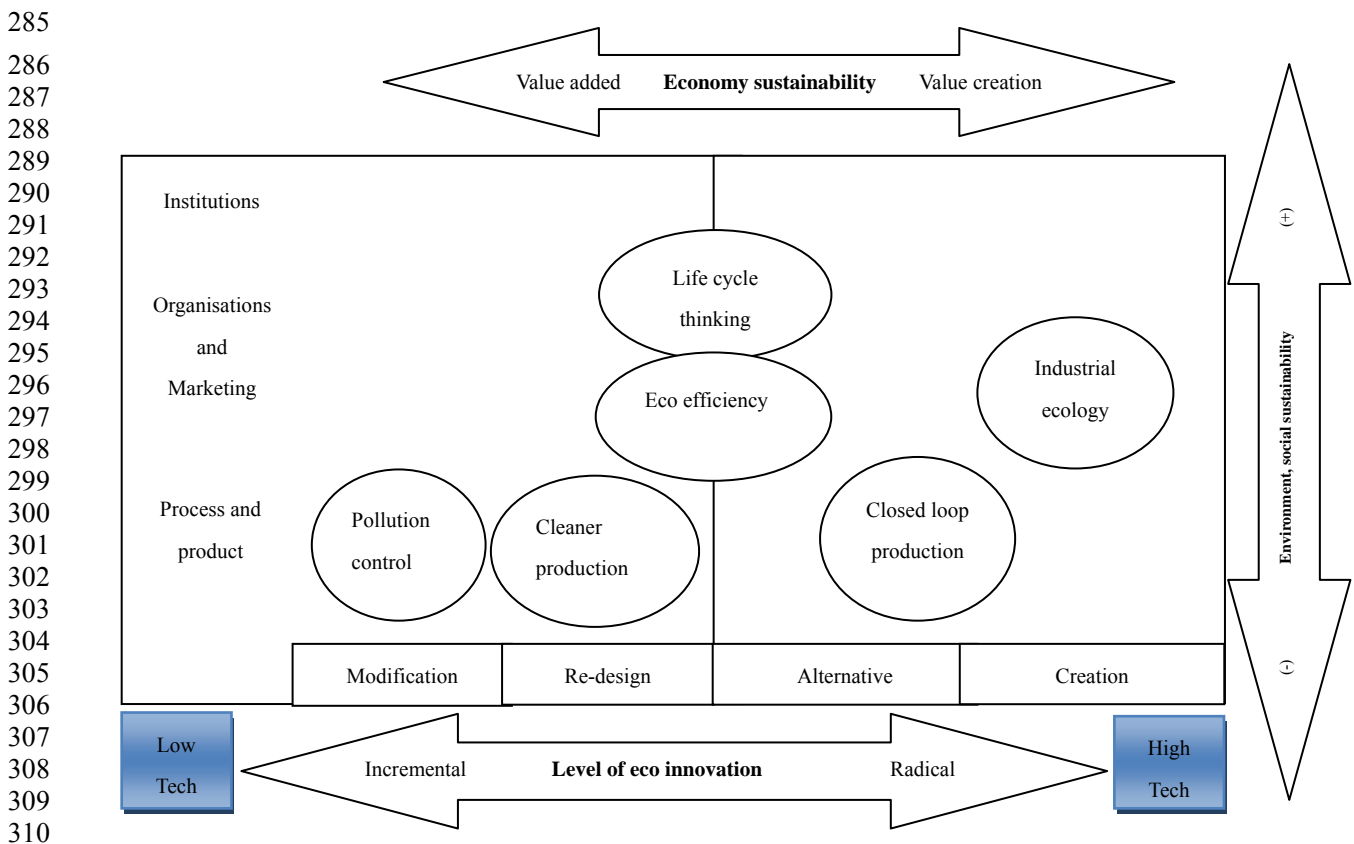 285
286
Value added Economy sustainability Value creation
287
288
289
290
Institutions
291
(+)
292
Life cycle
293
Organisations
294
thinking
295
and
Industrial
296
Marketing
Eco efficiency
ecology
297
Environment, social sustainability
298
299
300
Process and
Pollution
Cleaner
Closed loop
301
product
control
production
production
302
303
304
305
Modification Re-design Alternative Creation
(-)
306
307
Low
High
308
Incremental Level of eco innovation Radical
309
Tech
Tech
310